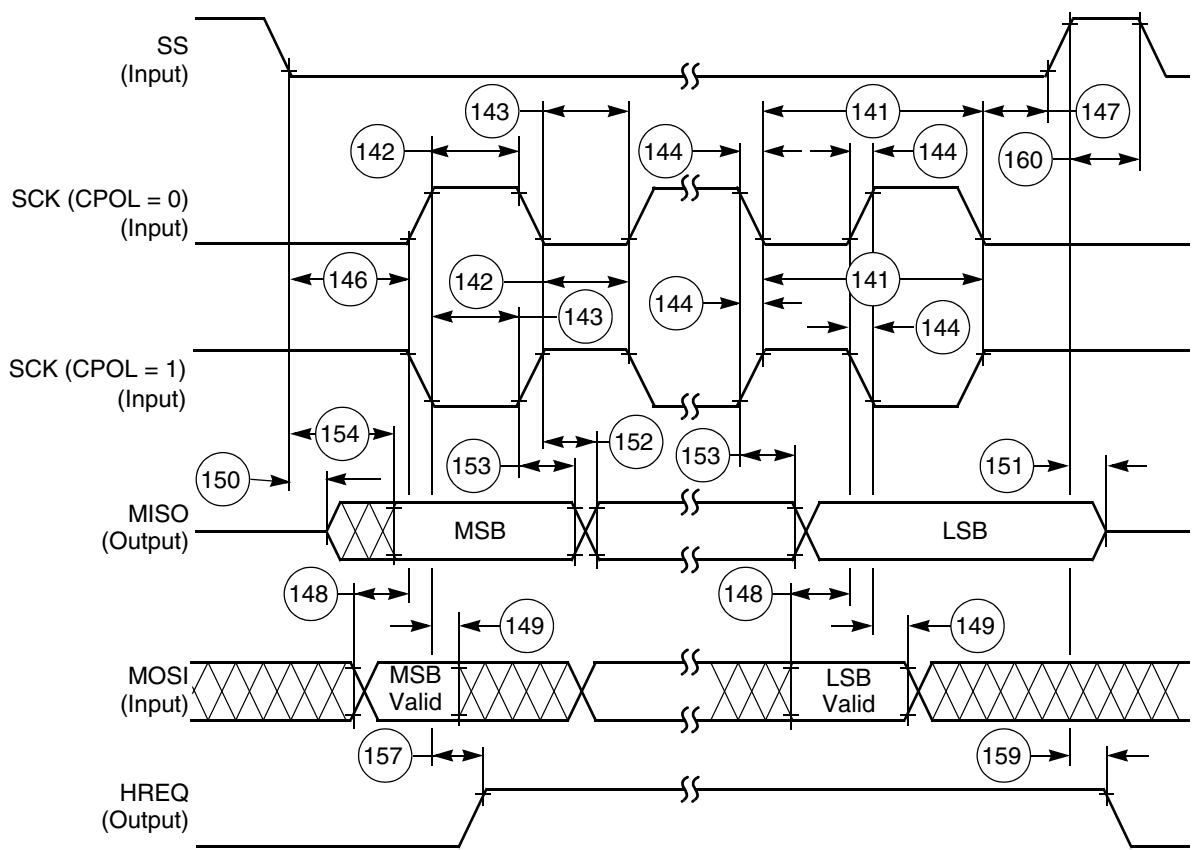 SS
(Input)
143
141
147
142
144
144
160
SCK (CPOL = 0)
(Input)
146
142
141
144
143
144
SCK (CPOL = 1)
(Input)
154
152
153
153
150
151
MISO
(Output)
MSB
LSB
148
148
149
149
MOSI
(Input)
MSB
Valid
LSB
Valid
157
159
HREQ
(Output)